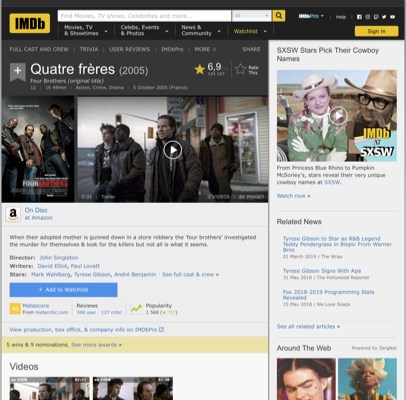 IMDb
Find Movies, TV shows, Celebrities and more...
All
IMDbPro
Help
Movies, TV
& Showtimes
Celebs, Events
& Photos
News &
Community
Watchlist
Sign in
FULL CAST AND CREW | TRIVIA | USER REVIEWS | IMDbPro | MORE
SHARE
Quatre frères (2005)
Four Brothers (original title)
12 | 1h 49min | Action, Crime, Drama | 5 October 2005 (France)
6,9
Rate
This
FOUR BROTHERS
2:31 | Trailer
2 VIDEOS | 84 IMAGES
On Disc
at Amazon
When their adopted mother is gunned down in a store robbery the 'four brothers' investigated
the murder for themselves & look for the killers but not all is what it seems.
Director: John Singleton
Writers: David Elliot, Paul Lovett
Stars: Mark Wahlberg, Tyrese Gibson, André Benjamin | See full cast & crew »
+ Add to Watchlist
Metascore
From metacritic.com
Reviews
348 user | 127 critic
Popularity
View production, box office, & company info on IMDbPro
5 wins & 9 nominations. See more awards »
Videos
SXSW Stars Pick Their Cowboy
Names
IMDb
at
SXSW
From Princess Blue Rhino to Pumpkin
McSorley's, stars reveal their very unique
cowboy names at SXSW.
Watch now »
Related News
Tyrese Gibson to Star as R&B Legend
Teddy Pendergrass in Biopic From Warner
Bros
01 March 2019 | The Wrap
Tyrese Gibson Signs With Apa
31 May 2018 | The Hollywood Reporter
Fox 2018-2019 Programming Slate
Revealed
15 May 2018 | We Love Soaps
See all related articles »
Around The Web
Powered by ZergNet